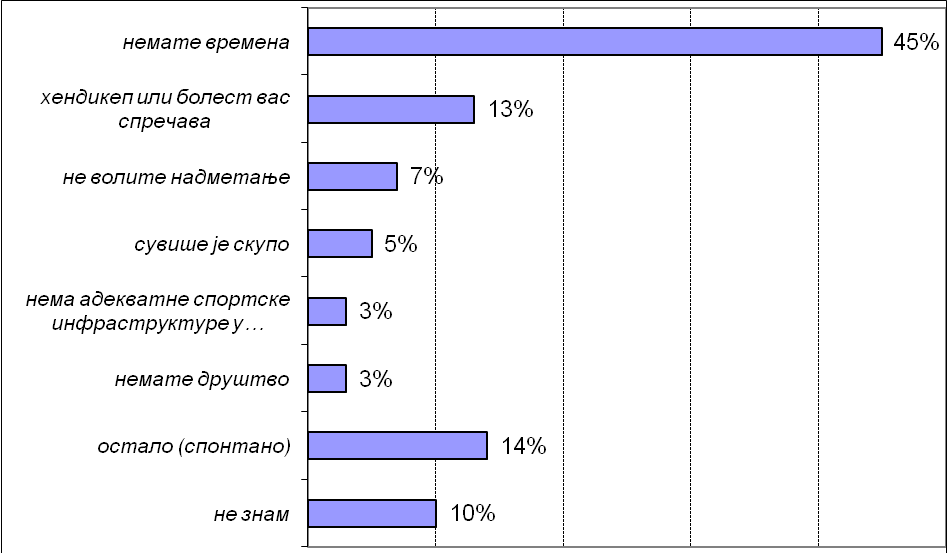 немате времена
45%
хендикеп или болест вас
спречава
13%
не волите надметање
7%
сувише је скупо
5%
нема адекватне спортске
инфраструктуре у…
3%
немате друштво
3%
остало (спонтано)
14%
не знам
10%